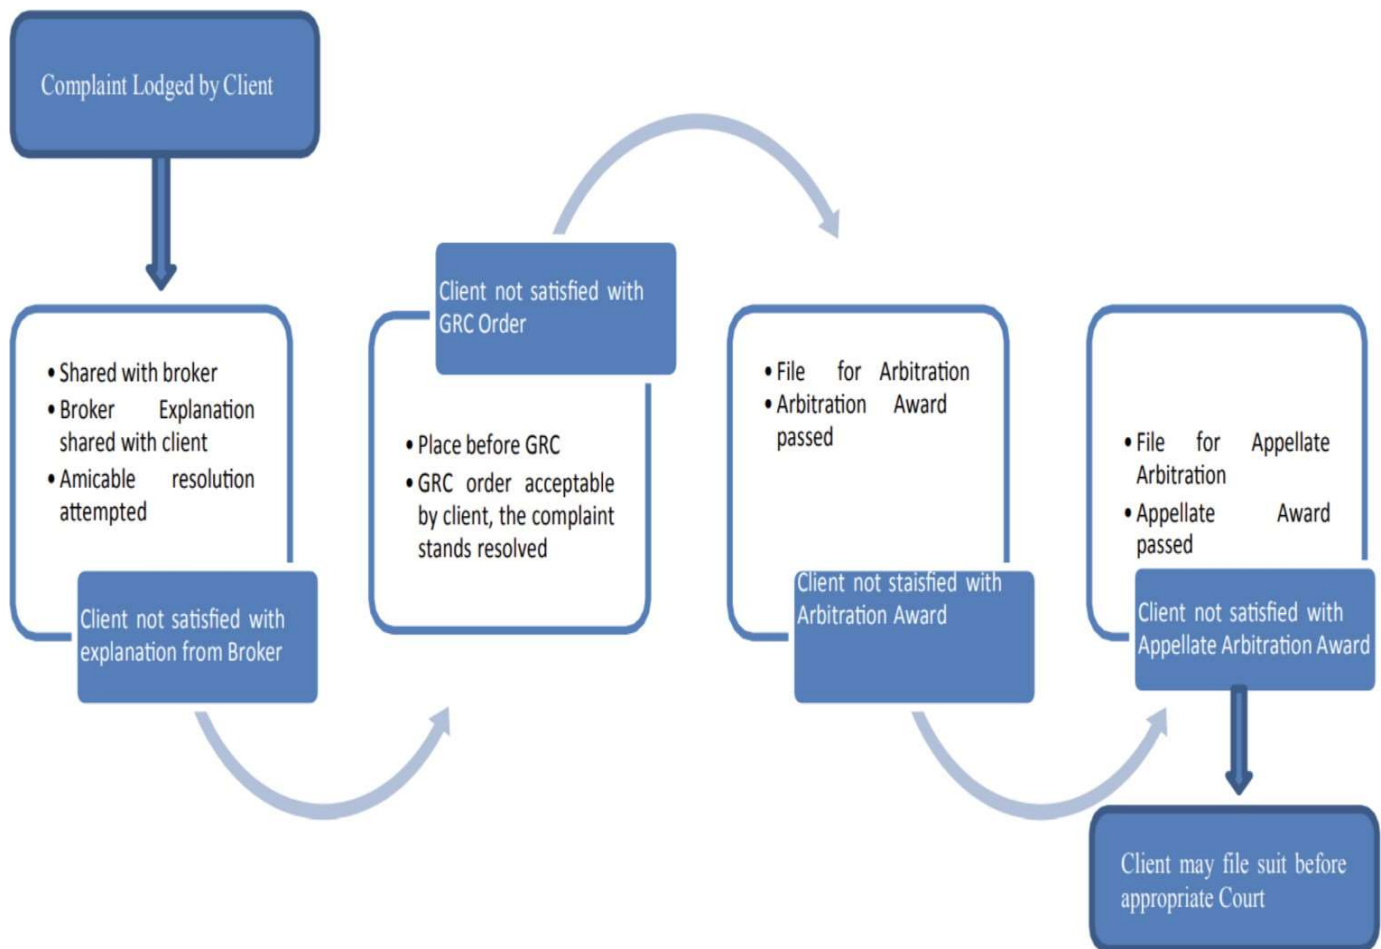 Complaint Lodged by Client
• Shared with broker
• Broker Explanation
shared with client
• Amicable resolution
attempted
Client not satisfied with
explanation from Broker
Client not satisfied with
GRC Order
• Place before GRC
• GRC order acceptable
by client, the complaint
stands resolved
• File for Arbitration
• Arbitration Award
passed
Client not staisfied with
Arbitration Award
• File for Appellate
Arbitration
• Appellate Award
passed
Client not satisfied with
Appellate Arbitration Award
Client may file suit before
appropriate Court